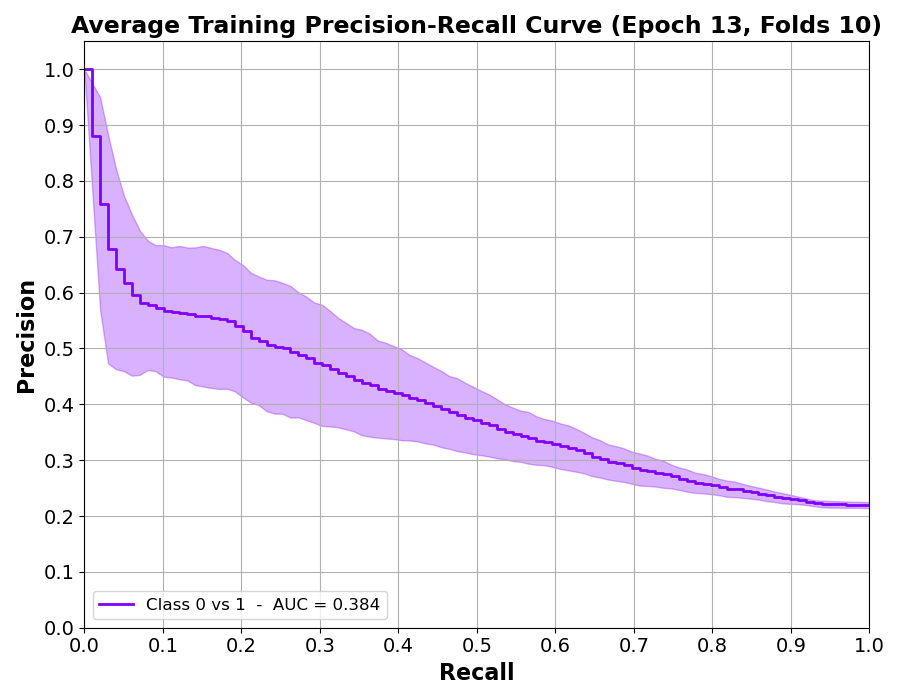 Average Training Precision-Recall Curve (Epoch 13, Folds 10)
1.0
0.9
0.8
0.7
0.6
0.5
0.4
0.3
0.2
0.1
0.0
Precision
Class 0 vs 1 - AUC = 0.384
0.0 0.1 0.2 0.3 0.4 0.5 0.6 0.7 0.8 0.9 1.0
Recall